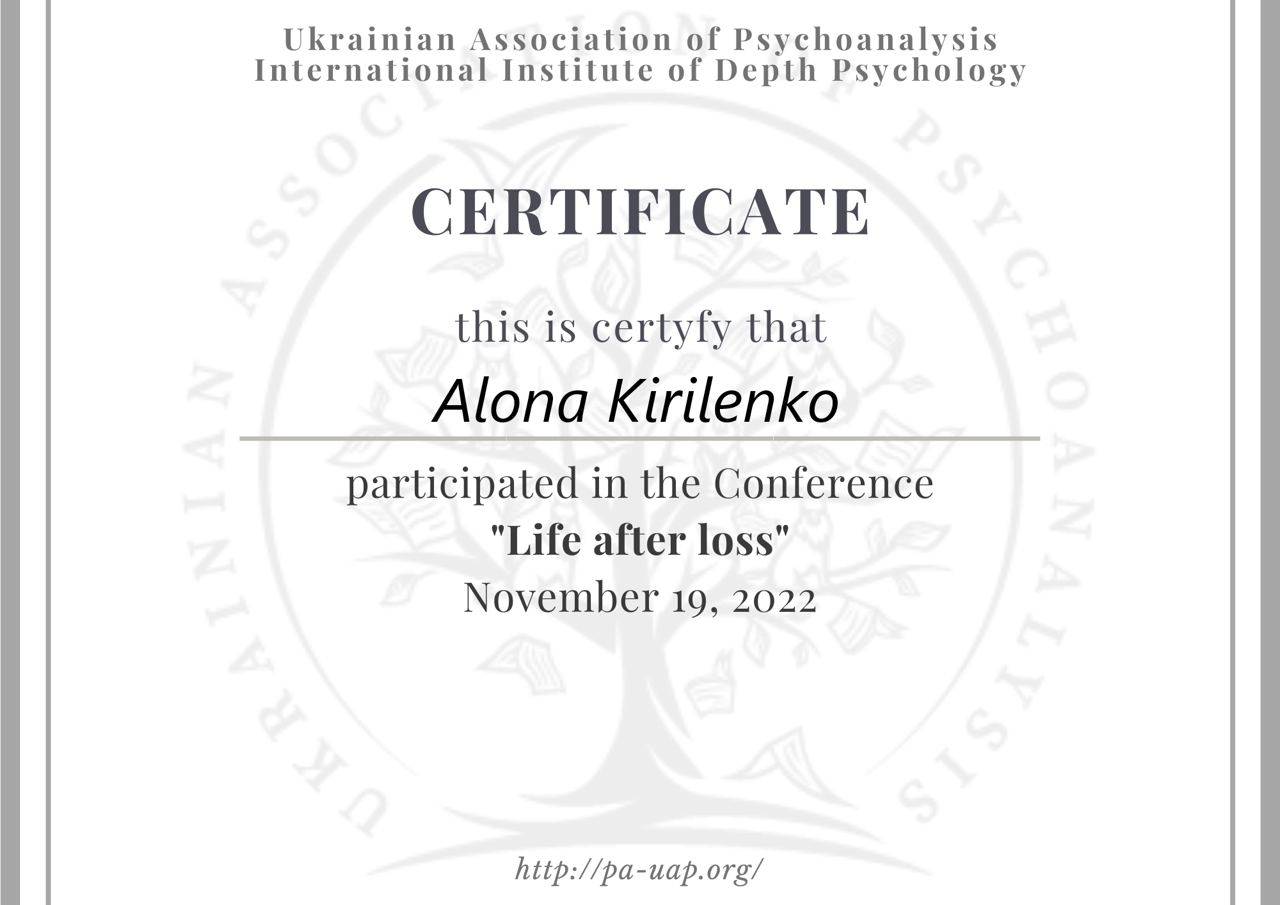 Ukrainian Association of Psychoanalysis
International Institute of Depth Psychology
CERTIFICATE
this is certyfy that
Alona Kirilenko
participated in the Conference
"Life after loss"
November 19, 2022
UKRAINIAN ASSOCIATION OF PSYCHOANALYSIS
http://pa-uap.org/